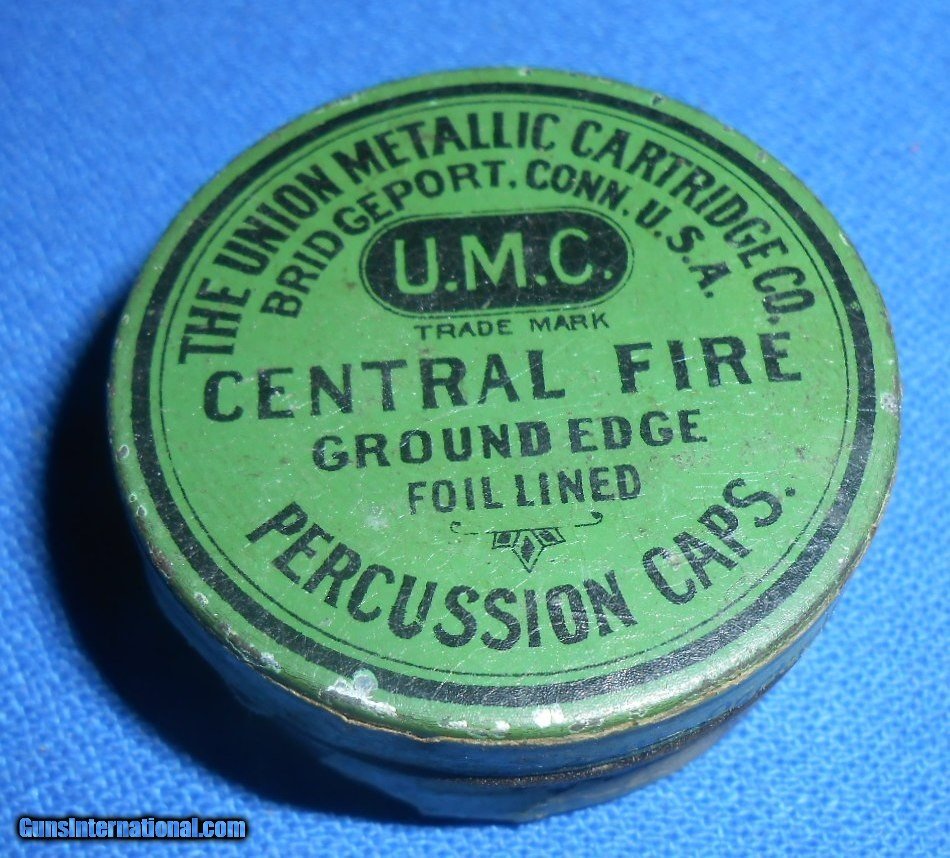 THE UNION METALLIC CARTRIDGE CO.,
BRIDGEPORT, CONN. U.S.A.
U.M.C.
TRADE MARK
CENTRAL FIRE
GROUND EDGE
FOIL LINED
PERCUSSION CAPS.
GunsInternational.com